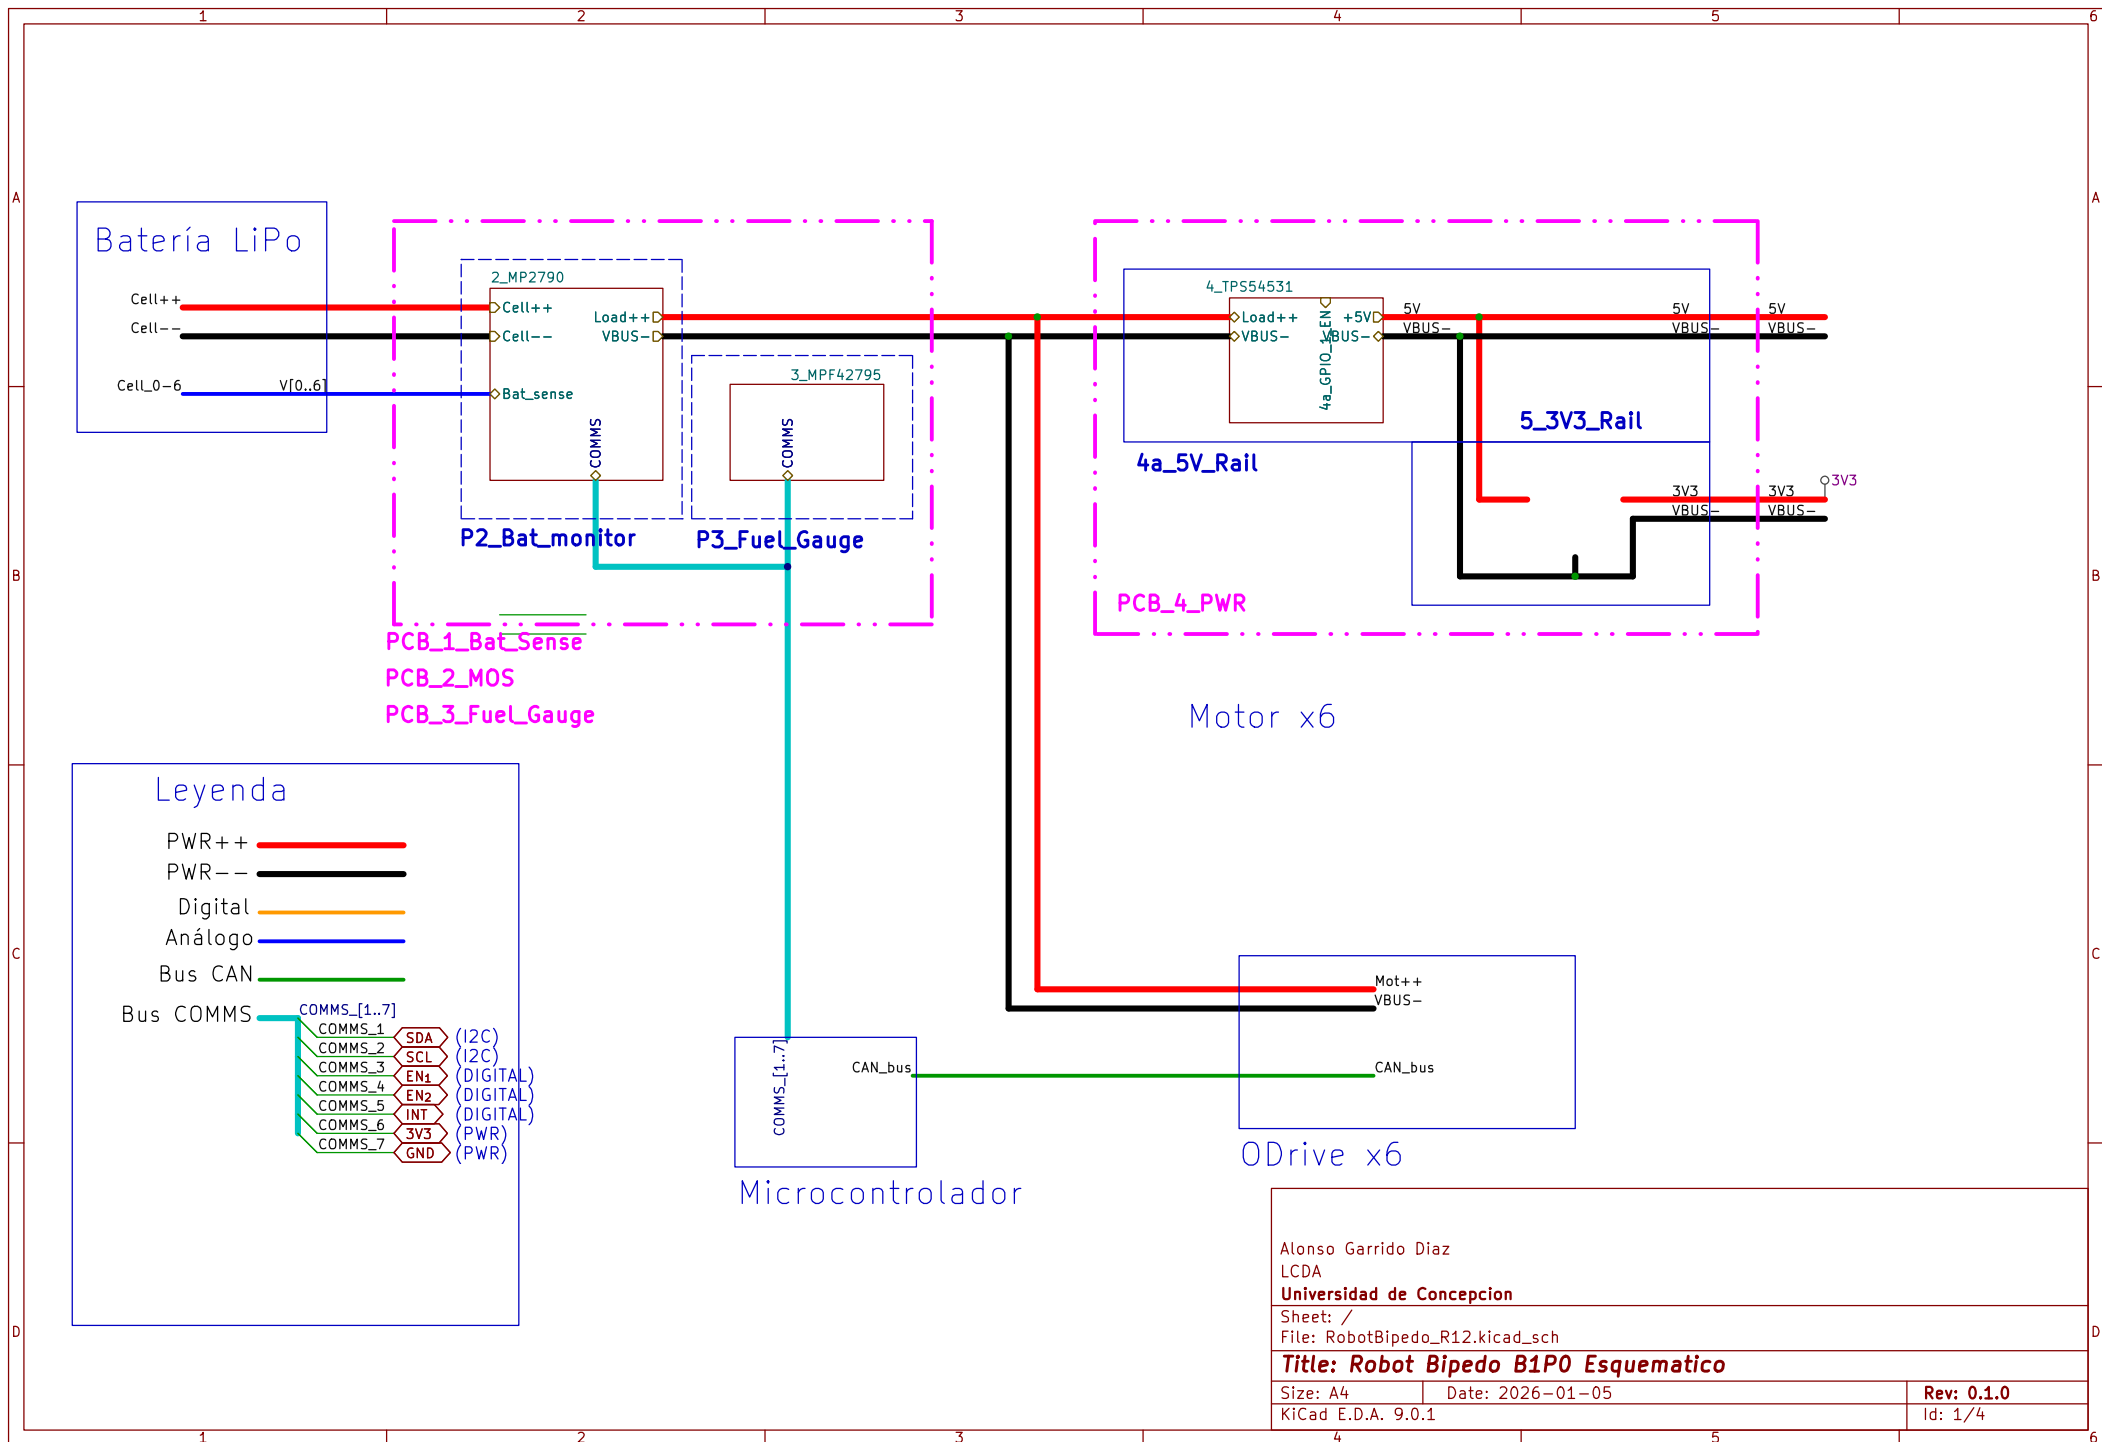 1 2 3 4 5 6
A A
B B
C C
D D
Batería LiPo
Cell++
Cell--
Cell_0-6 V[0..6]
2_MP2790
Cell++
Cell--
Bat_sense
Load++
VBUS-
COMMS
P2_Bat_monitor
3_MPF42795
COMMS
P3_Fuel_Gauge
PCB_1_Bat_Sense
PCB_2_MOS
PCB_3_Fuel_Gauge
4_TPS54531
Load++
VBUS-
4a_GPIO_1_EN
+5V
VBUS-
5V 5V 5V
VBUS- VBUS- VBUS-
4a_5V_Rail
5_3V3_Rail
3V3 3V3 3V3
VBUS- VBUS-
PCB_4_PWR
Motor x6
Leyenda
PWR++
PWR--
Digital
Análogo
Bus CAN
Bus COMMS
COMMS_[1..7]
COMMS_1 SDA (I2C)
COMMS_2 SCL (I2C)
COMMS_3 EN1 (DIGITAL)
COMMS_4 EN2 (DIGITAL)
COMMS_5 INT (DIGITAL)
COMMS_6 3V3 (PWR)
COMMS_7 GND (PWR)
COMMS_[1..7]
CAN_bus
Microcontrolador
Mot++
VBUS-
CAN_bus
ODrive x6
Alonso Garrido Diaz
LCDA
Universidad de Concepcion
Sheet: /
File: RobotBipedo_R12.kicad_sch
Title: Robot Bipedo B1P0 Esquematico
Size: A4 Date: 2026-01-05 Rev: 0.1.0
KiCad E.D.A. 9.0.1 Id: 1/4
1 2 3 4 5 6